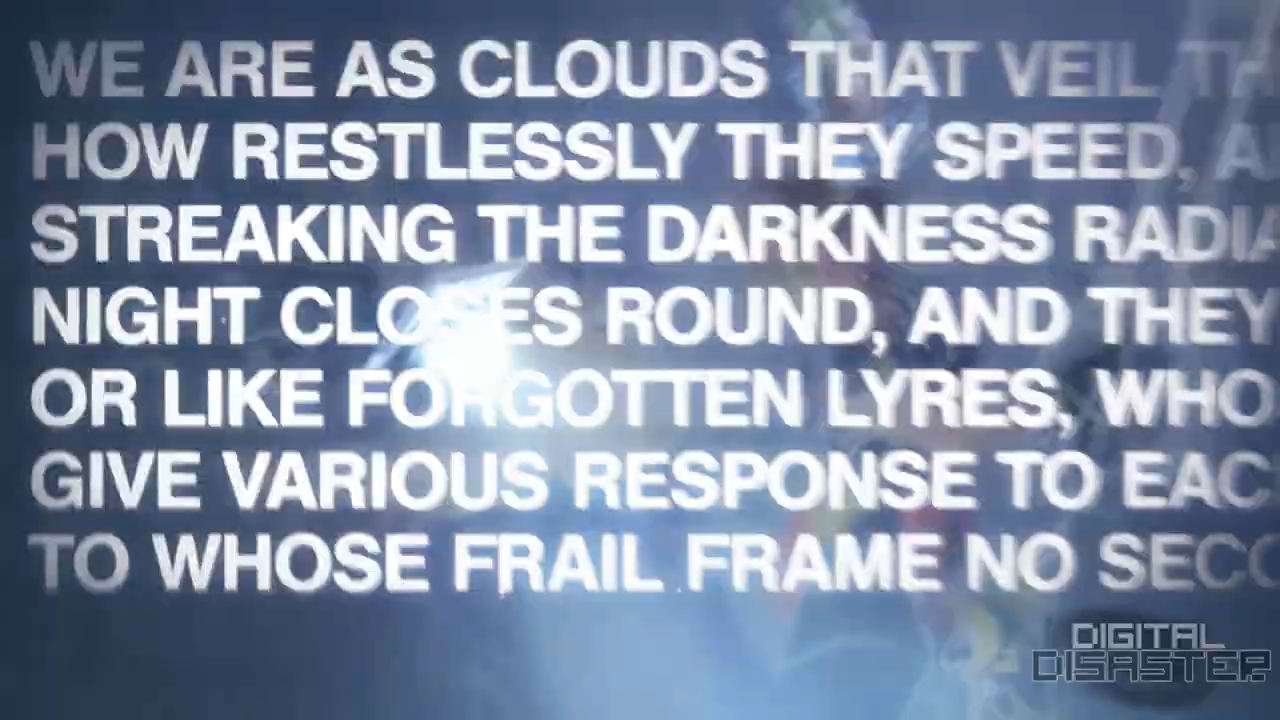 WE ARE AS CLOUDS THAT VEIL
HOW RESTLESSLY THEY SPEED,
STREAKING THE DARKNESS
NIGHT CLOSES ROUND, AND THEY
OR LIKE FORGOTTEN LYRES,
GIVE VARIOUS RESPONSE TO
TO WHOSE FRAIL FRAME NO
DIGITAL
DISASTER.